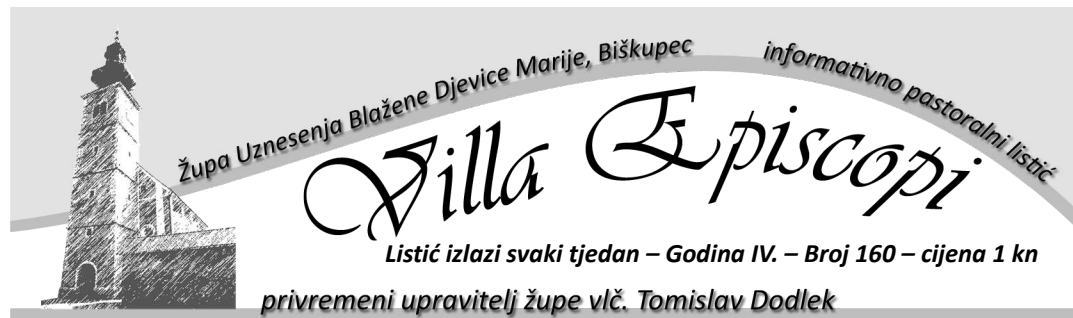 Župa Uznesenja Blažene Djevice Marije, Biškupec
informativno pastoralni listić
Villa Episcopi
Listić izlazi svaki tjedan – Godina IV. – Broj 160 – cijena 1 kn
privremeni upravitelj župe vlč. Tomislav Dodlek